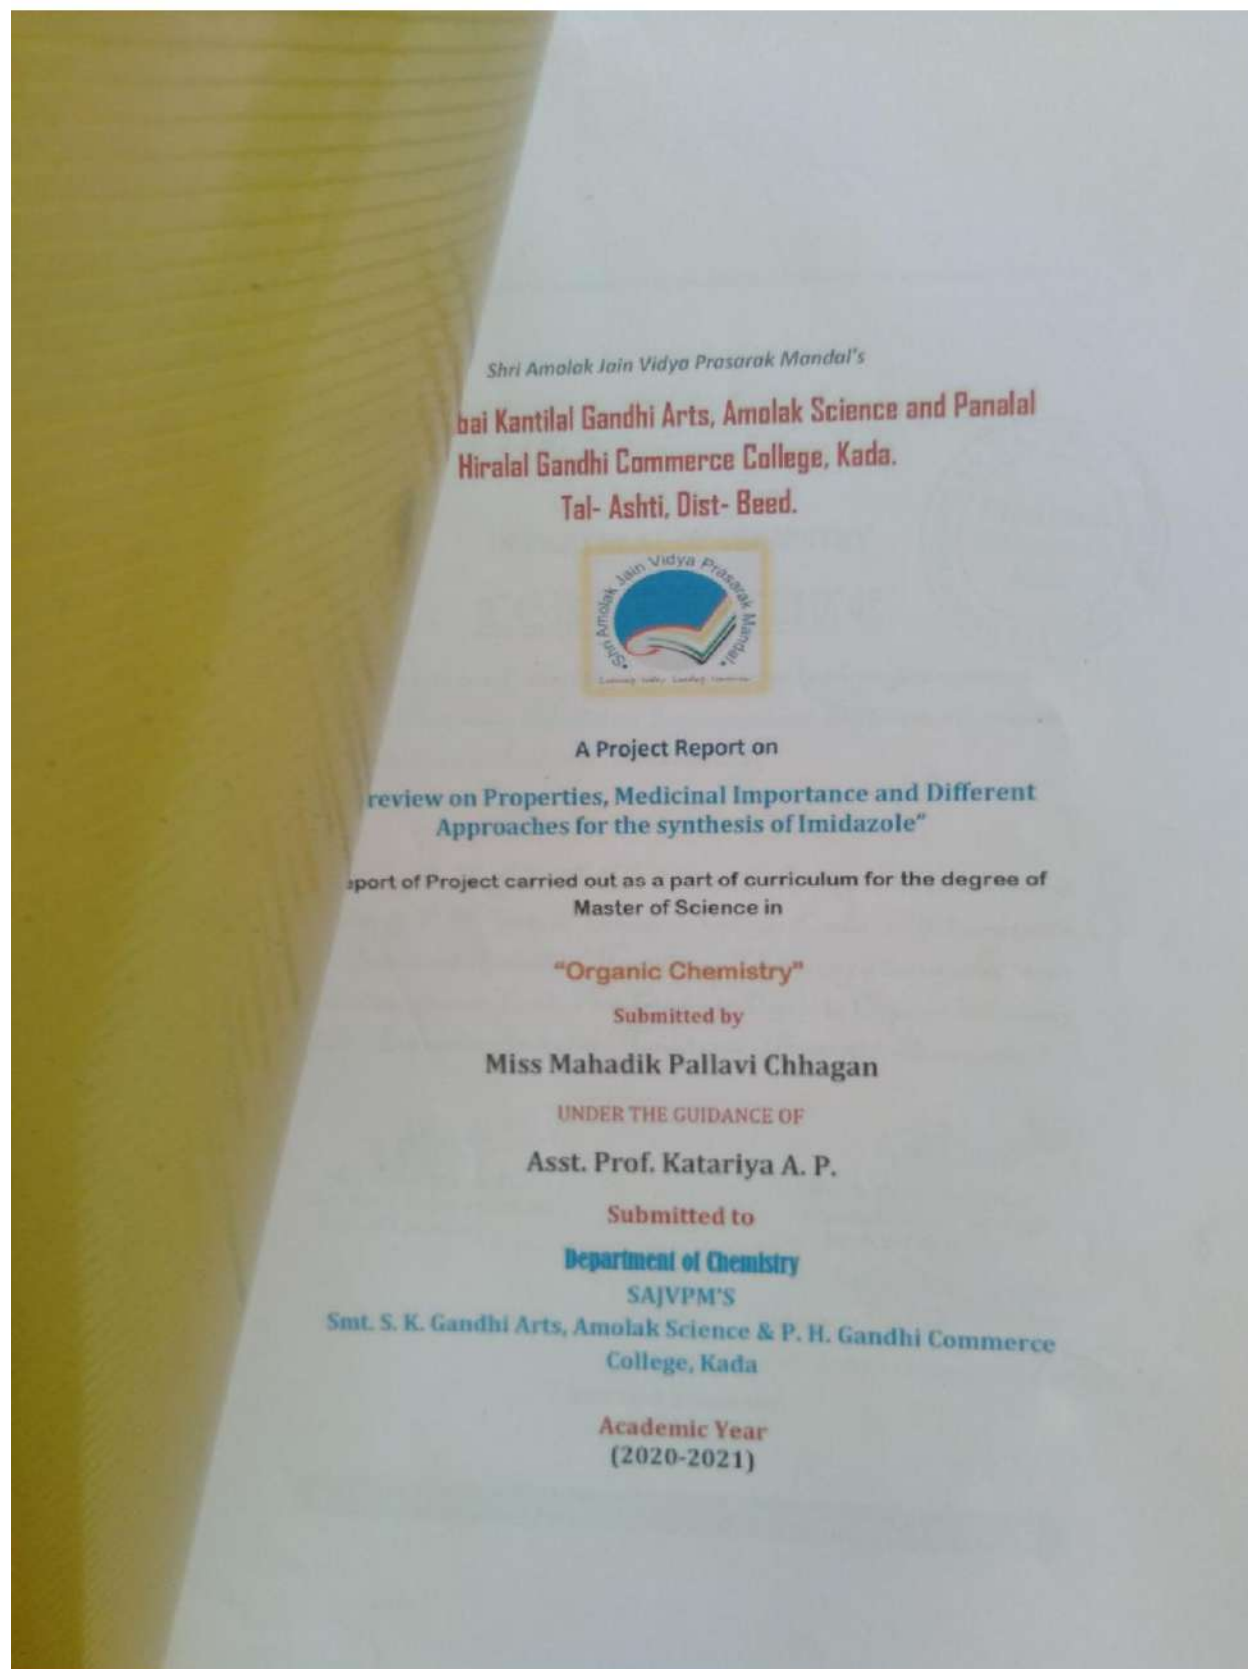 Shri Amolak Jain Vidya Prasarak Mandal's
bai Kantilal Gandhi Arts, Amolak Science and Panalal
Hiralal Gandhi Commerce College, Kada.
Tal- Ashti, Dist- Beed.
Shri Amolak Jain Vidya Prasarak Mandal
A Project Report on
review on Properties, Medicinal Importance and Different
Approaches for the synthesis of Imidazole"
port of Project carried out as a part of curriculum for the degree of
Master of Science in
"Organic Chemistry"
Submitted by
Miss Mahadik Pallavi Chhagan
UNDER THE GUIDANCE OF
Asst. Prof. Katariya A. P.
Submitted to
Department of Chemistry
SAJVPM'S
Smt. S. K. Gandhi Arts, Amolak Science & P. H. Gandhi Commerce
College, Kada
Academic Year
(2020-2021)